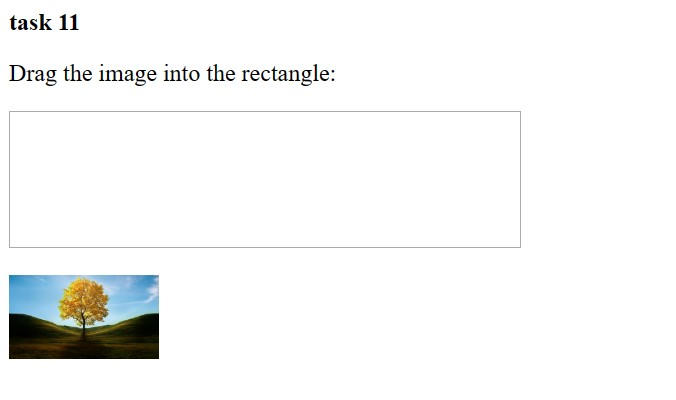 task 11
Drag the image into the rectangle: